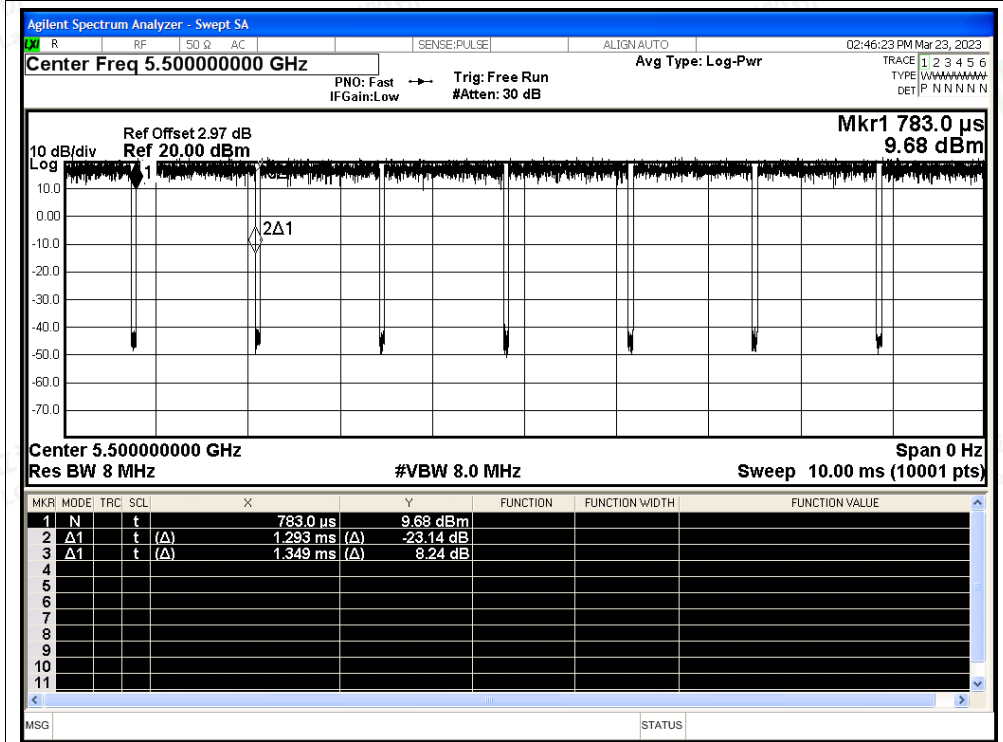 Agilent Spectrum Analyzer - Swept SA
LXI R RF 50 Ω AC SENSE:PULSE ALIGN AUTO 02:46:23 PM Mar 23, 2023
Center Freq 5.500000000 GHz
PNO: Fast
IFGain:Low
Trig: Free Run
#Atten: 30 dB
Avg Type: Log-Pwr
TRACE 1 2 3 4 5 6
TYPE W
DET P N N N N N
Mkr1 783.0 µs
9.68 dBm
Ref Offset 2.97 dB
10 dB/div Ref 20.00 dBm
Log
1
10.0
0.00
2Δ1
-10.0
-20.0
-30.0
-40.0
-50.0
-60.0
-70.0
Center 5.500000000 GHz Span 0 Hz
Res BW 8 MHz #VBW 8.0 MHz Sweep 10.00 ms (10001 pts)
MKR MODE TRC SCL X Y FUNCTION FUNCTION WIDTH FUNCTION VALUE
1 N t 783.0 µs 9.68 dBm
2 Δ1 t (Δ) 1.293 ms (Δ) -23.14 dB
3 Δ1 t (Δ) 1.349 ms (Δ) 8.24 dB
4
5
6
7
8
9
10
11
MSG STATUS